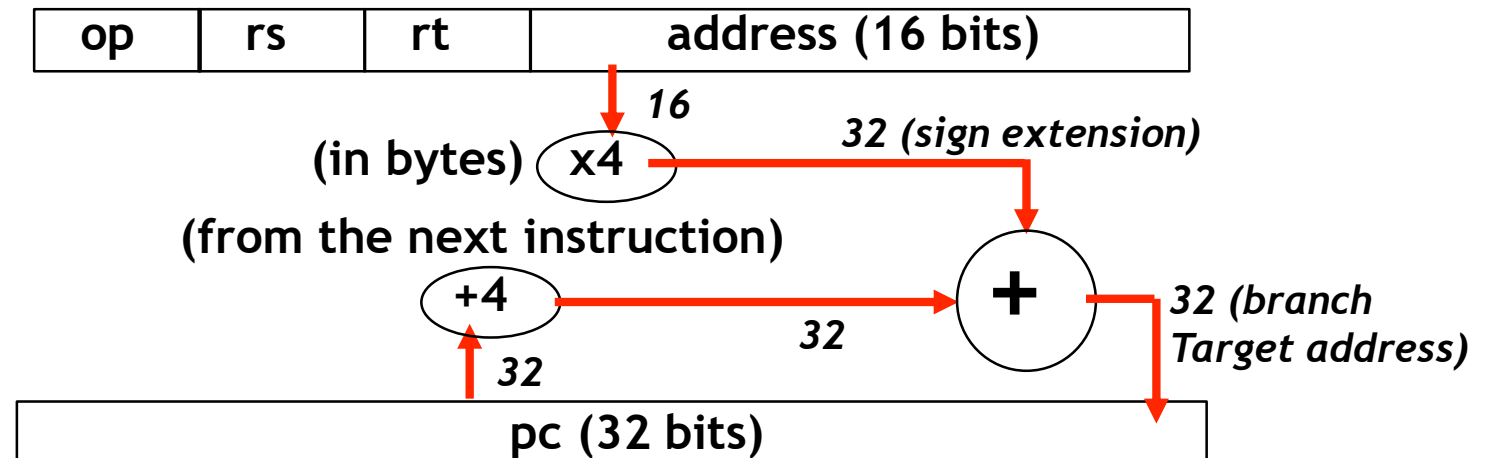 op rs rt address (16 bits)
16
32 (sign extension)
(in bytes) x4
(from the next instruction)
+4
+
32 (branch
Target address)
32
32
pc (32 bits)